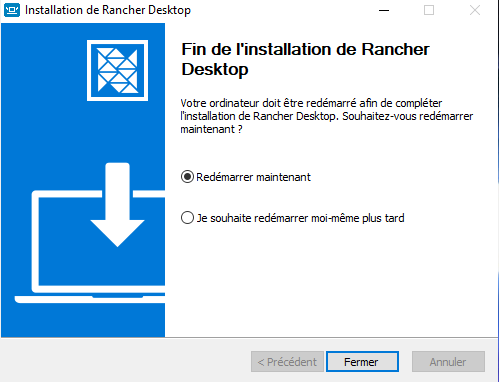 Installation de Rancher Desktop
Fin de l'installation de Rancher
Desktop
Votre ordinateur doit être redémarré afin de compléter
l'installation de Rancher Desktop. Souhaitez-vous redémarrer
maintenant ?
Redémarrer maintenant
Je souhaite redémarrer moi-même plus tard
< Précédent Fermer Annuler